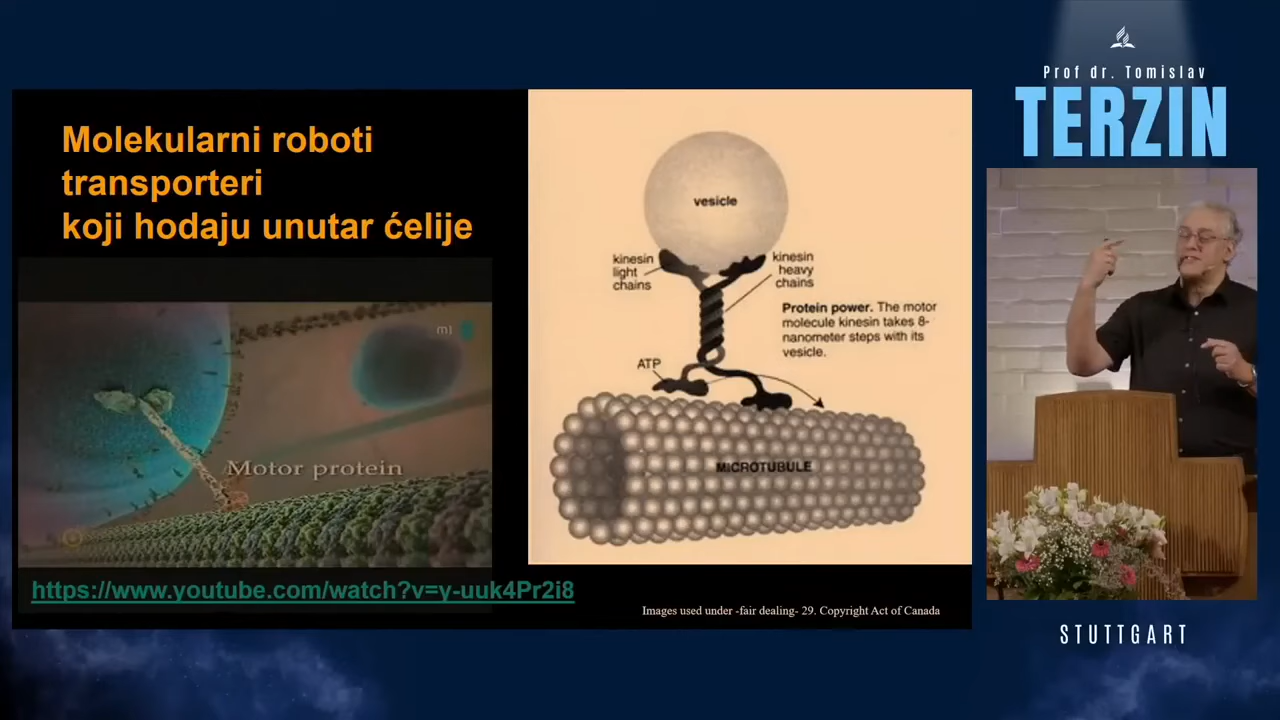 Molekularni roboti
transporteri
koji hodaju unutar ćelije
Motor protein
https://www.youtube.com/watch?v=y-uuk4Pr2i8
vesicle
kinesin
light
chains
kinesin
heavy
chains
Protein power. The motor
molecule kinesin takes 8-
nanometer steps with its
vesicle.
ATP
MICROTUBULE
Images used under -fair dealing- 29. Copyright Act of Canada
Prof dr. Tomislav
TERZIN
STUTTGART